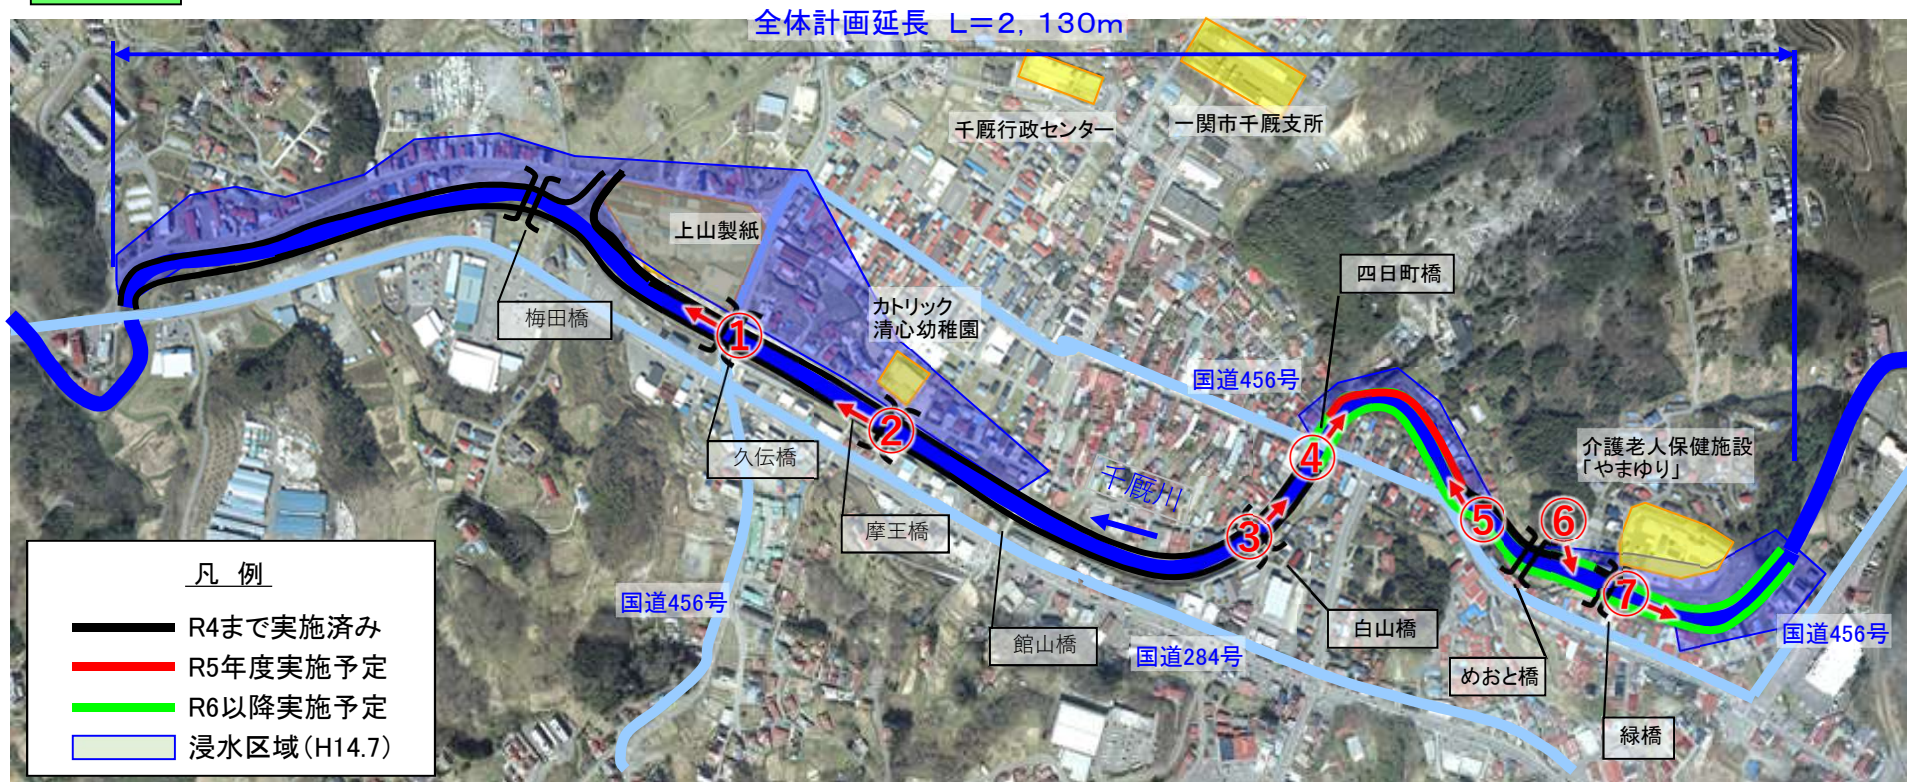 全体計画延長 L=2,130m
千厩行政センター
一関市千厩支所
上山製紙
四日町橋
梅田橋
カトリック
清心幼稚園
①
国道456号
②
久伝橋
千厩川
④
介護老人保健施設
「やまゆり」
摩王橋
③
⑤
⑥
⑦
凡 例
R4まで実施済み
R5年度実施予定
R6以降実施予定
浸水区域(H14.7)
国道456号
館山橋
国道284号
白山橋
めおと橋
国道456号
緑橋